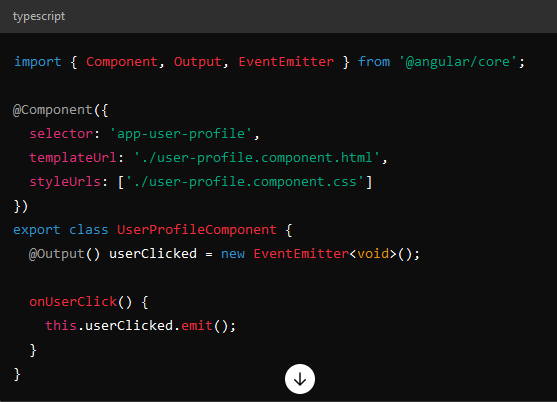 typescript
import { Component, Output, EventEmitter } from '@angular/core';
@Component({
  selector: 'app-user-profile',
  templateUrl: './user-profile.component.html',
  styleUrls: ['./user-profile.component.css']
})
export class UserProfileComponent {
  @Output() userClicked = new EventEmitter<void>();
  onUserClick() {
    this.userClicked.emit();
  }
}